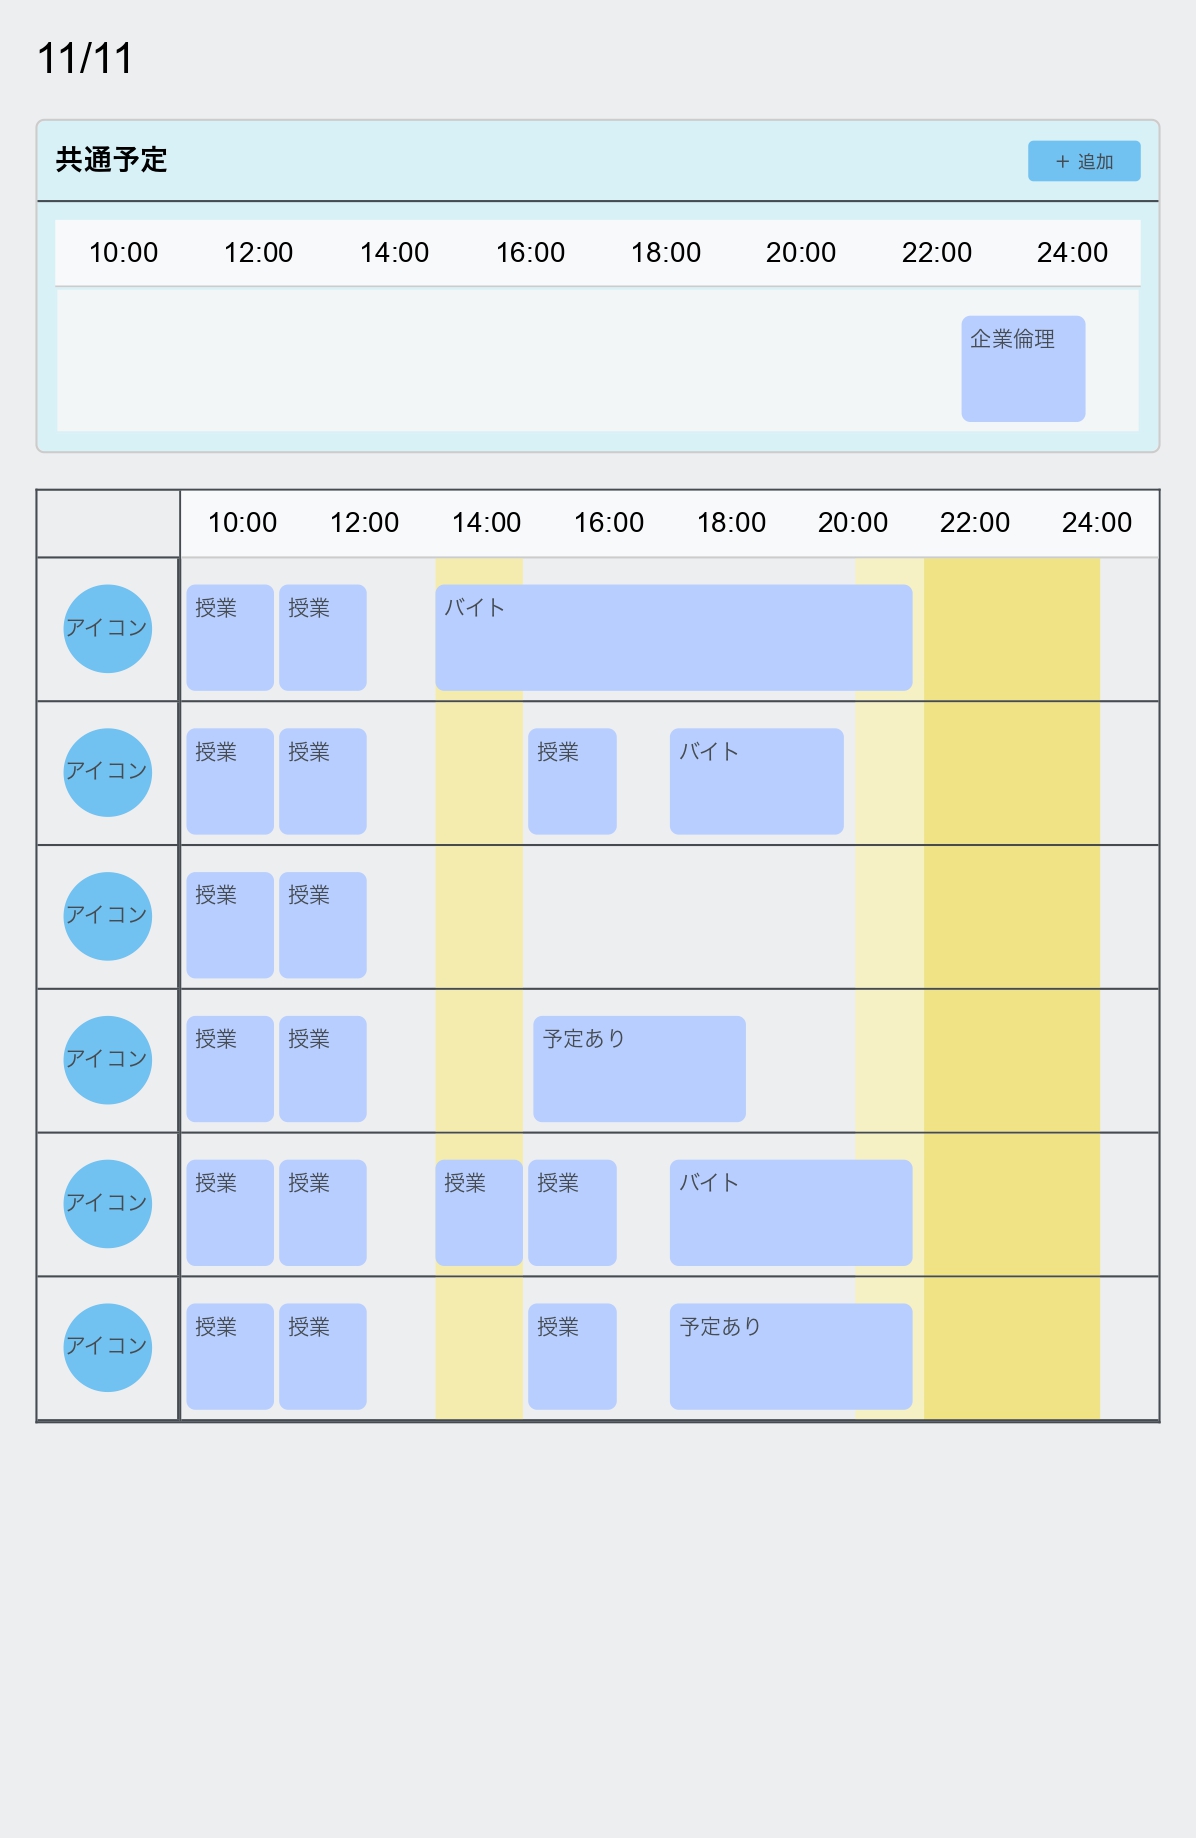 11/11
共通予定
＋ 追加
10:00 12:00 14:00 16:00 18:00 20:00 22:00 24:00
企業倫理
10:00 12:00 14:00 16:00 18:00 20:00 22:00 24:00
アイコン 授業 授業 バイト
アイコン 授業 授業 授業 バイト
アイコン 授業 授業
アイコン 授業 授業 予定あり
アイコン 授業 授業 授業 授業 バイト
アイコン 授業 授業 授業 予定あり